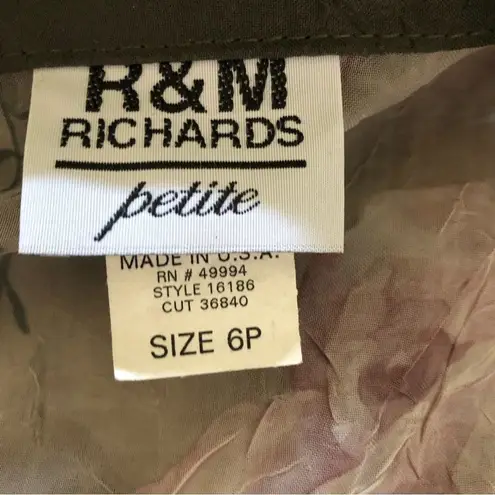 R&M
RICHARDS
petite
MADE IN U.S.A.
RN # 49994
STYLE 16186
CUT 36840
SIZE 6P